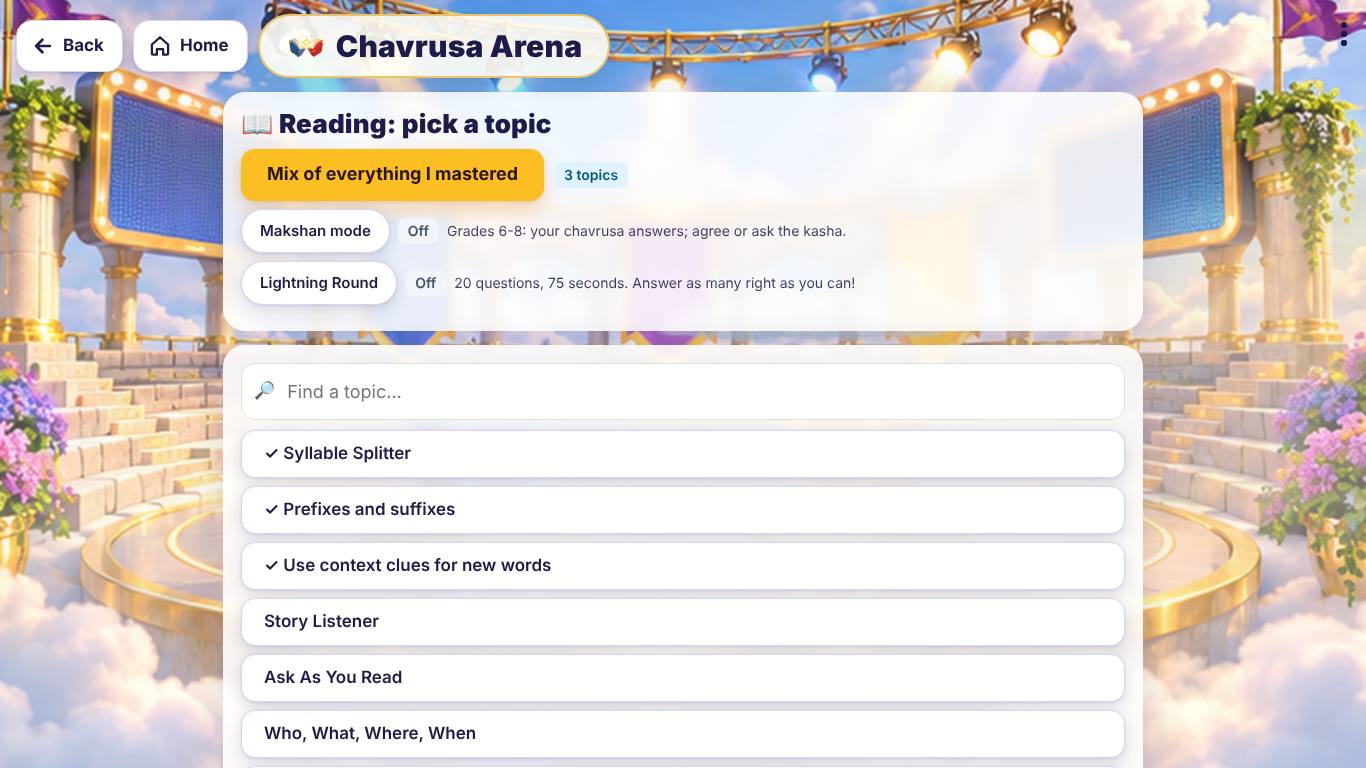 Back
Home
Chavrusa Arena
Reading: pick a topic
Mix of everything I mastered
3 topics
Makshan mode
Off
Grades 6-8: your chavrusa answers; agree or ask the kasha.
Lightning Round
Off
20 questions, 75 seconds. Answer as many right as you can!
Find a topic...
✓ Syllable Splitter
✓ Prefixes and suffixes
✓ Use context clues for new words
Story Listener
Ask As You Read
Who, What, Where, When